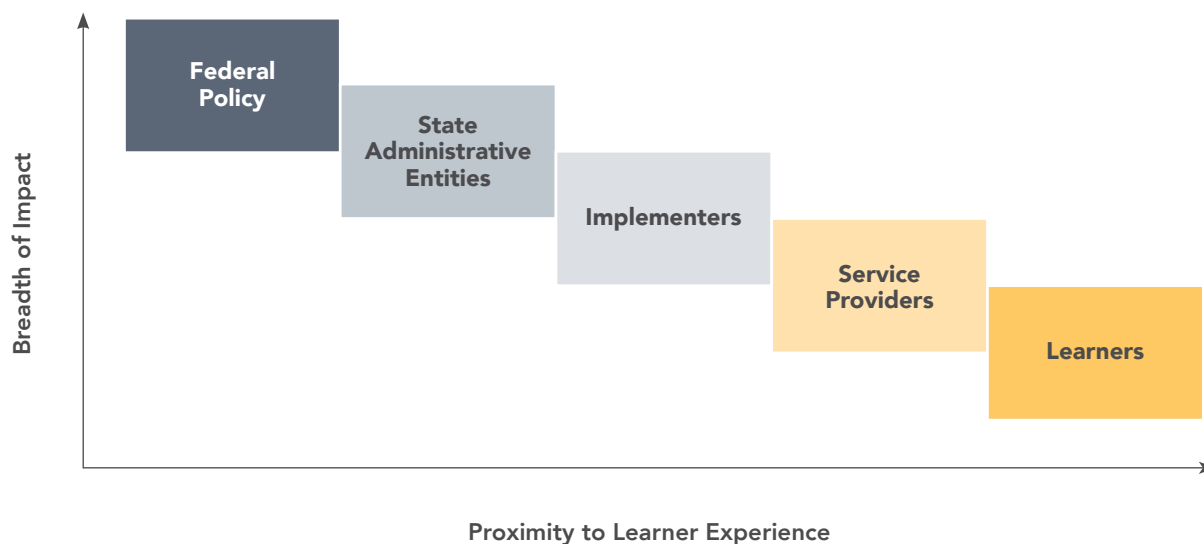 Federal
Policy
State
Administrative
Entities
Implementers
Service
Providers
Learners
Breadth of Impact
Proximity to Learner Experience